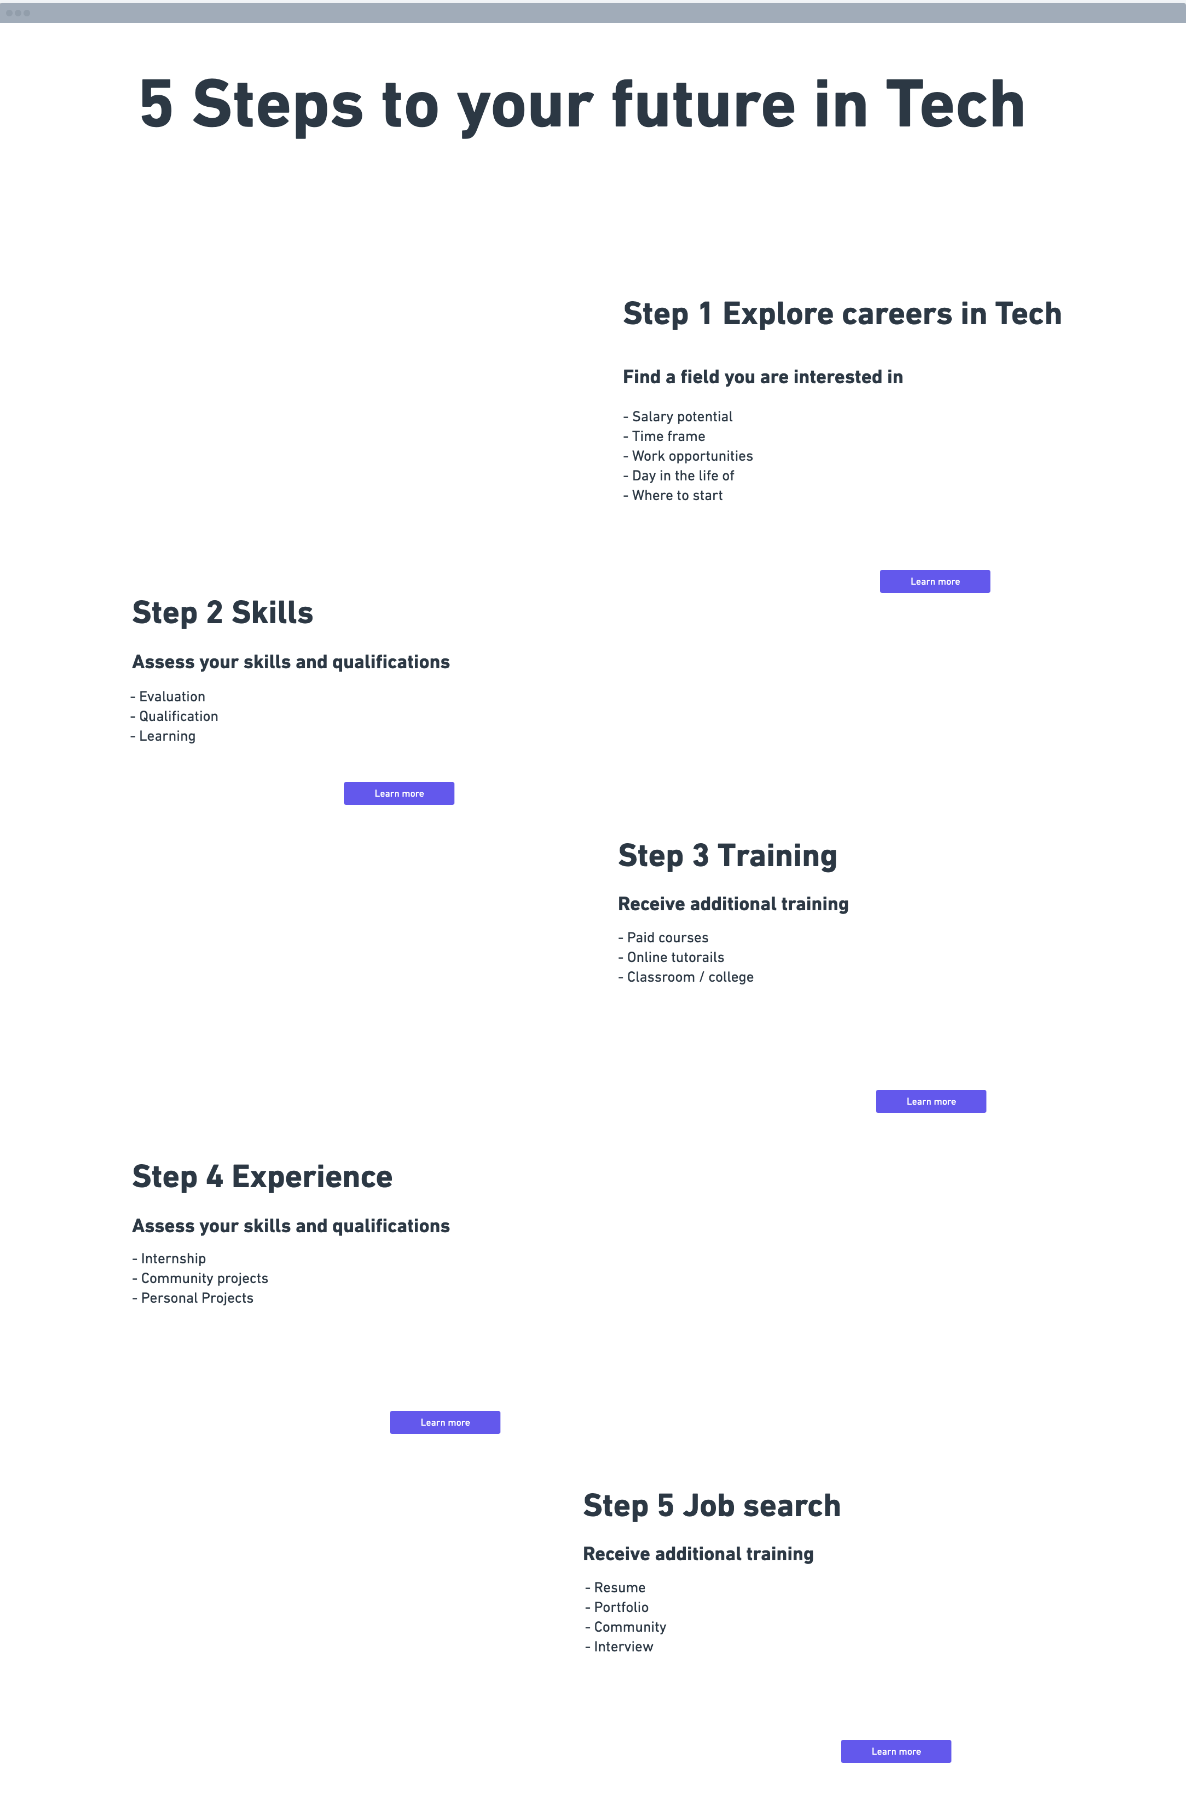 5 Steps to your future in Tech
Step 1 Explore careers in Tech
Find a field you are interested in
- Salary potential
- Time frame
- Work opportunities
- Day in the life of
- Where to start
Learn more
Step 2 Skills
Assess your skills and qualifications
- Evaluation
- Qualification
- Learning
Learn more
Step 3 Training
Receive additional training
- Paid courses
- Online tutorails
- Classroom / college
Learn more
Step 4 Experience
Assess your skills and qualifications
- Internship
- Community projects
- Personal Projects
Learn more
Step 5 Job search
Receive additional training
- Resume
- Portfolio
- Community
- Interview
Learn more